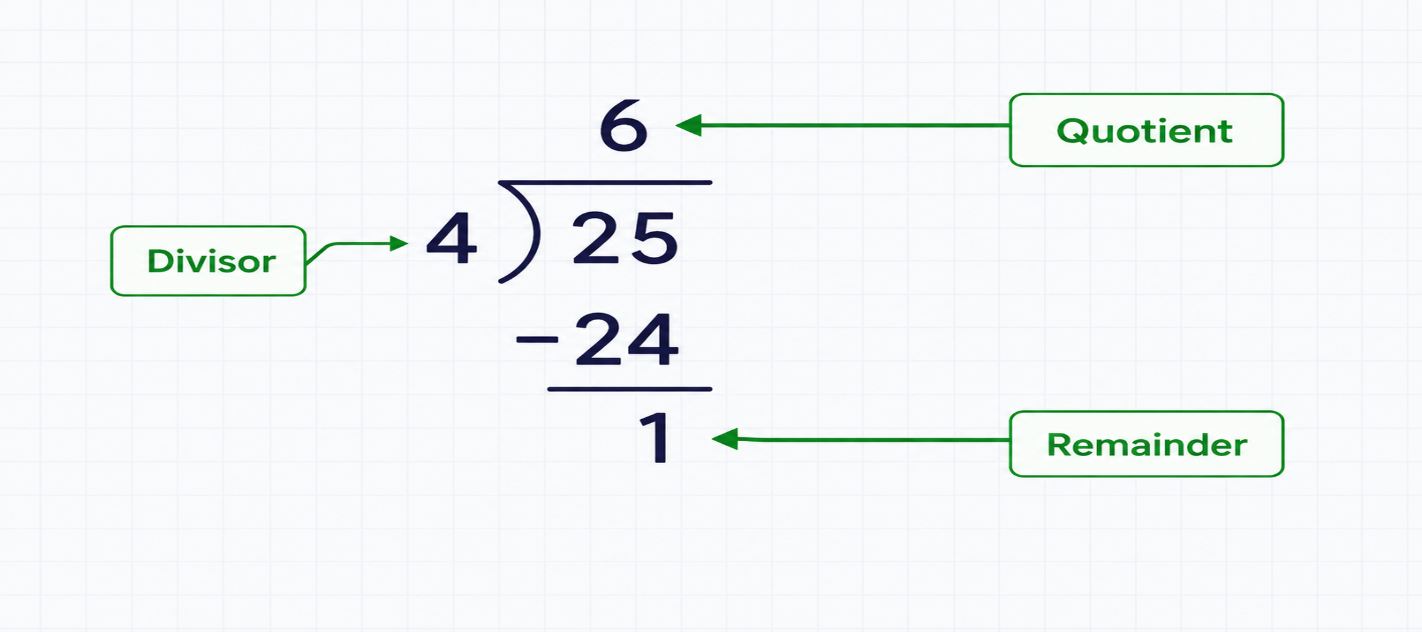 6
Quotient
4 ) 25
Divisor
−24
1
Remainder